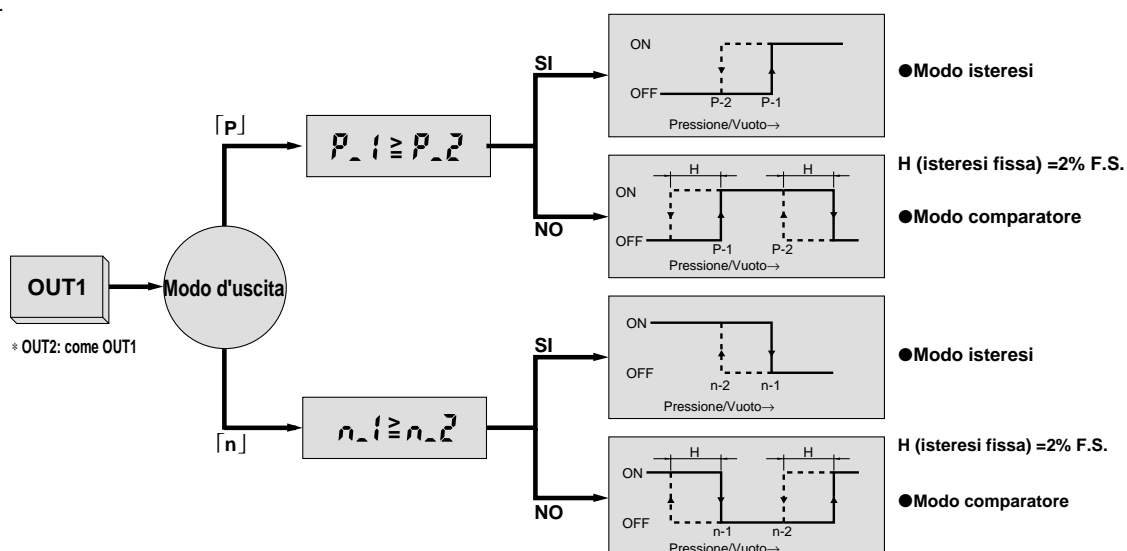 SI
ON
OFF
P-2 P-1
Pressione/Vuoto→
●Modo isteresi
⌈P⌋
P_1 ≧ P_2
H (isteresi fissa) =2% F.S.
H H
ON
OFF
P-1 P-2
Pressione/Vuoto→
●Modo comparatore
NO
OUT1
Modo d'uscita
* OUT2: come OUT1
SI
ON
OFF
n-2 n-1
Pressione/Vuoto→
●Modo isteresi
n_1 ≧ n_2
⌈n⌋
H (isteresi fissa) =2% F.S.
H H
ON
OFF
n-1 n-2
Pressione/Vuoto→
●Modo comparatore
NO